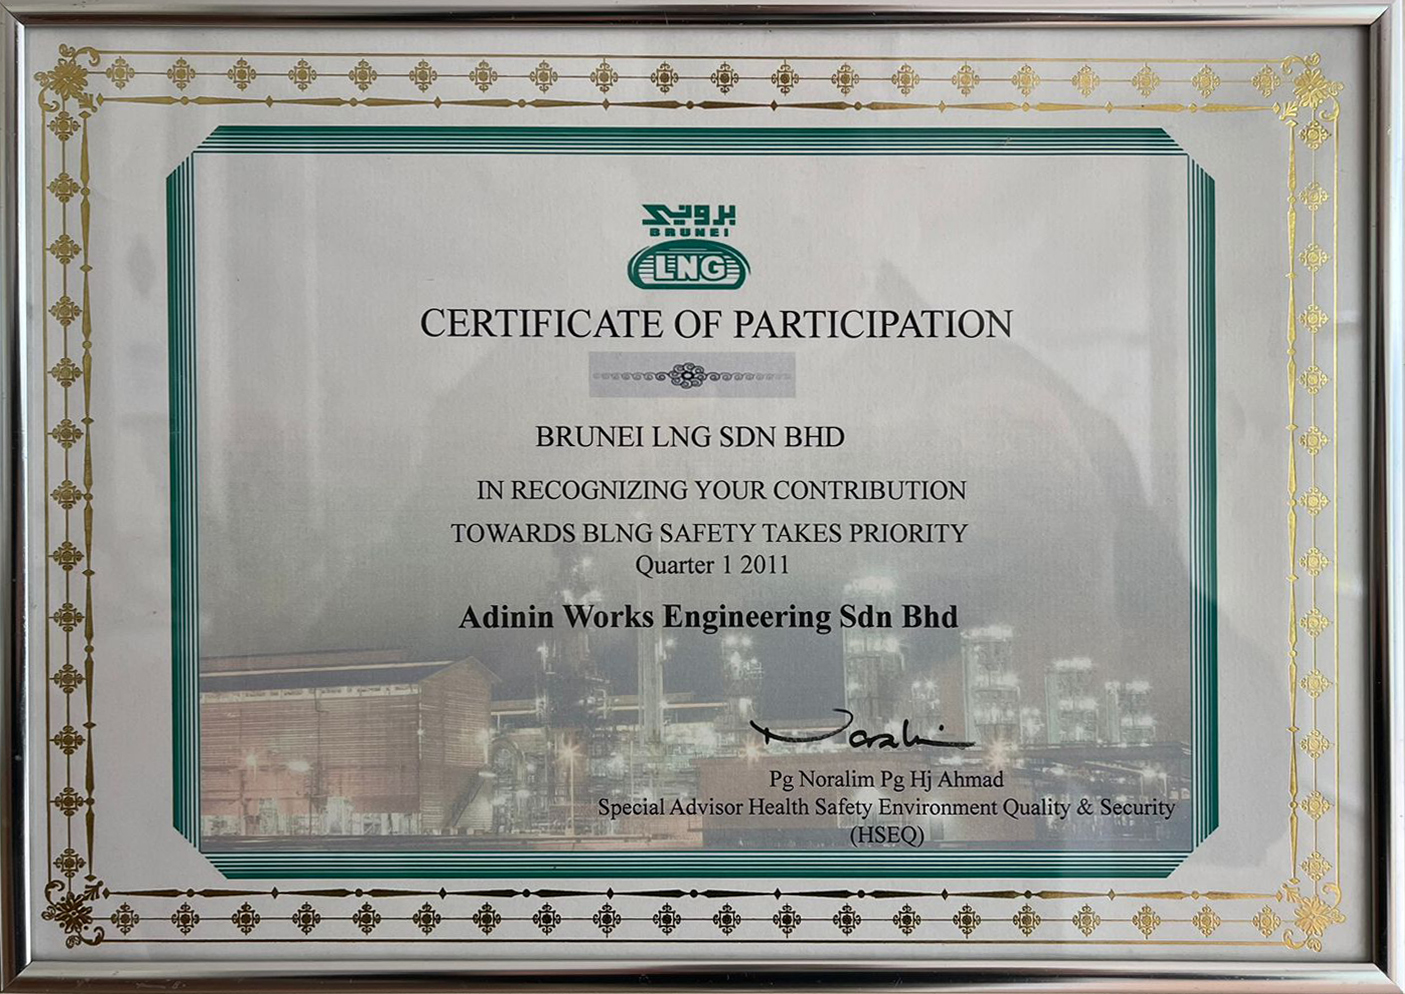 بروني
BRUNEI
LNG
CERTIFICATE OF PARTICIPATION
BRUNEI LNG SDN BHD
IN RECOGNIZING YOUR CONTRIBUTION
TOWARDS BLNG SAFETY TAKES PRIORITY
Quarter 1 2011
Adinin Works Engineering Sdn Bhd
Noralim
Pg Noralim Pg Hj Ahmad
Special Advisor Health Safety Environment Quality & Security
(HSEQ)